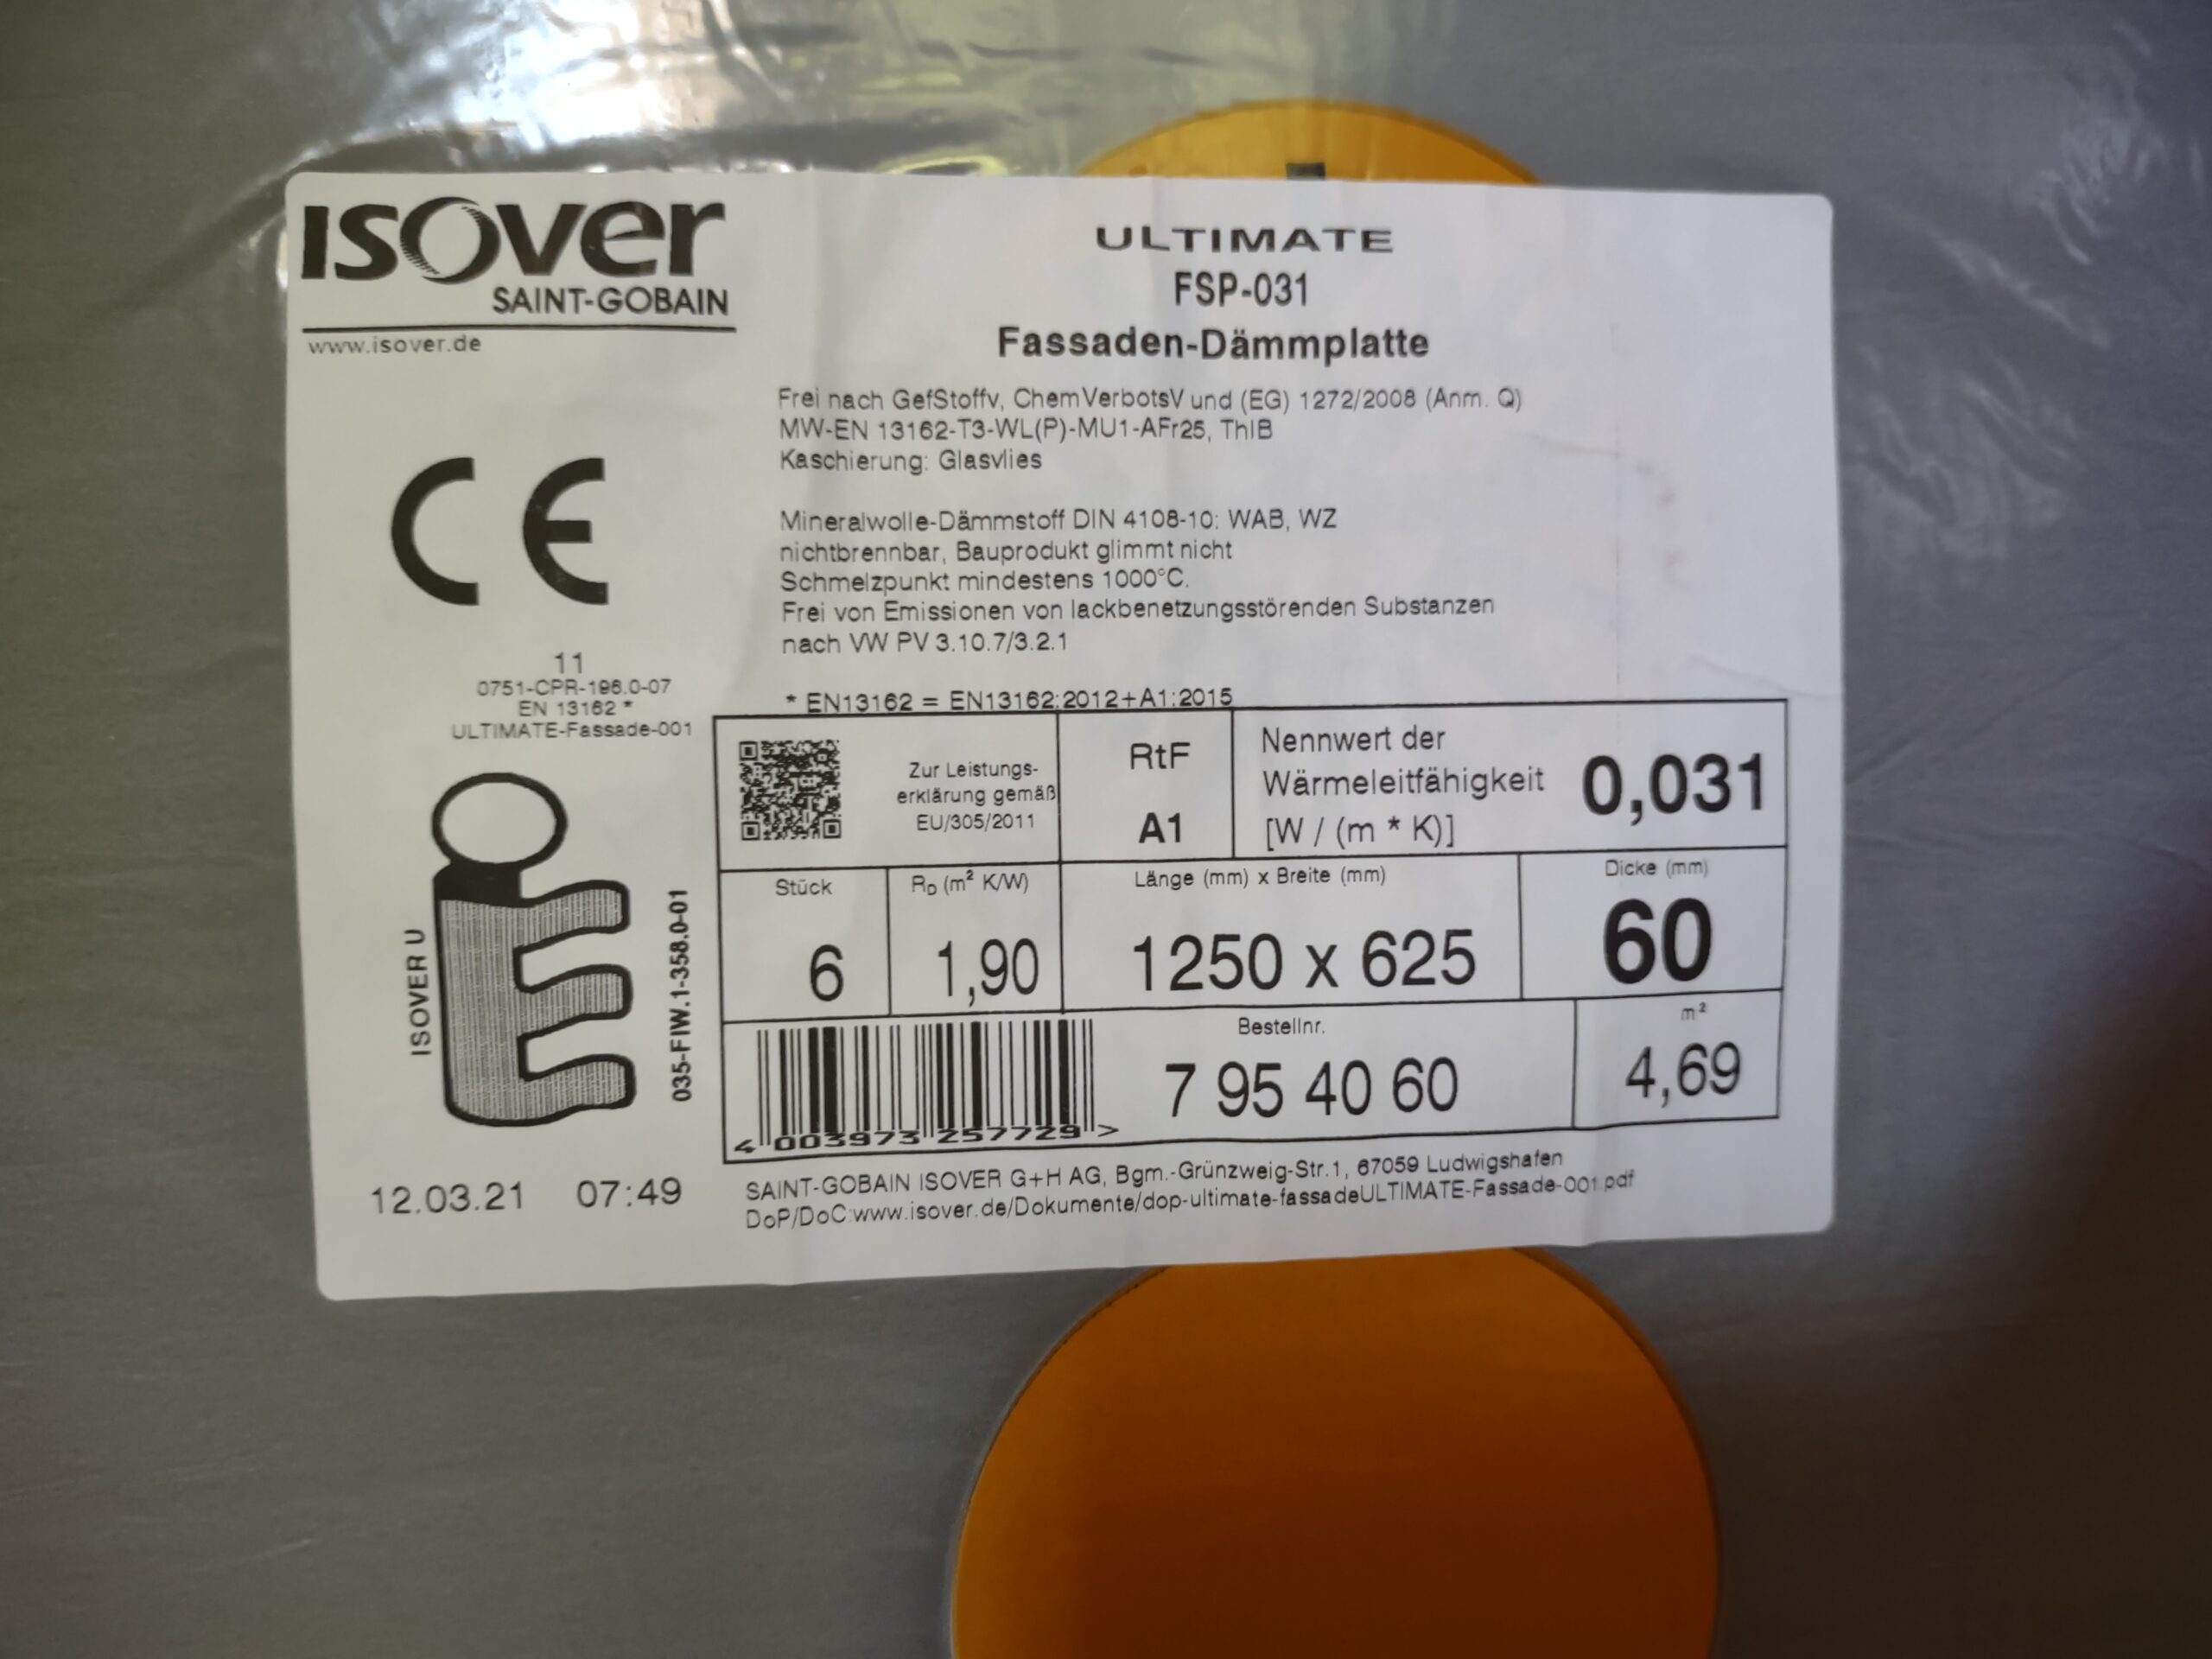 ISOVER
SAINT-GOBAIN
www.isover.de
ULTIMATE
FSP-031
Fassaden-Dämmplatte
Frei nach GefStoffv, ChemVerbotsV und (EG) 1272/2008 (Anm. Q)
MW-EN 13162-T3-WL(P)-MU1-AFr25, ThIB
Kaschierung: Glasvlies
Mineralwolle-Dämmstoff DIN 4108-10: WAB, WZ
nichtbrennbar, Bauprodukt glimmt nicht
Schmelzpunkt mindestens 1000°C.
Frei von Emissionen von lackbenetzungsstörenden Substanzen
nach VW PV 3.10.7/3.2.1
* EN13162 = EN13162:2012+A1:2015
CE
11
0751-CPR-196.0-07
EN 13162 *
ULTIMATE-Fassade-001
ISOVER U
035-FIW.1-358.0-01
12.03.21 07:49
Zur Leistungs-
erklärung gemäß
EU/305/2011
RtF
A1
Nennwert der
Wärmeleitfähigkeit
[W / (m * K)]
0,031
Stück
6
RD (m² K/W)
1,90
Länge (mm) x Breite (mm)
1250 x 625
Dicke (mm)
60
4 003973 257729 >
Bestellnr.
7 95 40 60
m²
4,69
SAINT-GOBAIN ISOVER G+H AG, Bgm.-Grünzweig-Str.1, 67059 Ludwigshafen
DoP/DoC:www.isover.de/Dokumente/dop-ultimate-fassadeULTIMATE-Fassade-001.pdf